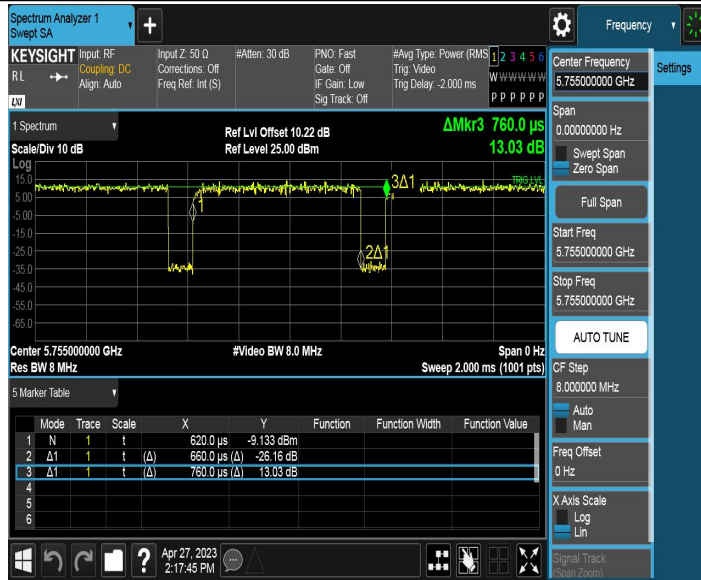 Spectrum Analyzer 1
Swept SA
+
Frequency
KEYSIGHT
RL
LXI
Input: RF
Coupling: DC
Align: Auto
Input Z: 50 Ω
Corrections: Off
Freq Ref: Int (S)
#Atten: 30 dB
PNO: Fast
Gate: Off
IF Gain: Low
Sig Track: Off
#Avg Type: Power (RMS
Trig: Video
Trig Delay: -2.000 ms
1 2 3 4 5 6
W W W W W W
P P P P P P
1 Spectrum
Scale/Div 10 dB
Log
Ref Lvl Offset 10.22 dB
Ref Level 25.00 dBm
ΔMkr3 760.0 µs
13.03 dB
15.0
5.00
-5.00
-15.0
-25.0
-35.0
-45.0
-55.0
-65.0
3Δ1
TRIG LVL
1
2Δ1
Center 5.755000000 GHz
Res BW 8 MHz
#Video BW 8.0 MHz
Span 0 Hz
Sweep 2.000 ms (1001 pts)
5 Marker Table
Mode Trace Scale X Y Function Function Width Function Value
1 N 1 t 620.0 µs -9.133 dBm
2 Δ1 1 t (Δ) 660.0 µs (Δ) -26.16 dB
3 Δ1 1 t (Δ) 760.0 µs (Δ) 13.03 dB
4
5
6
?
Apr 27, 2023
2:17:45 PM
Center Frequency
5.755000000 GHz
Settings
Span
0.00000000 Hz
Swept Span
Zero Span
Full Span
Start Freq
5.755000000 GHz
Stop Freq
5.755000000 GHz
AUTO TUNE
CF Step
8.000000 MHz
Auto
Man
Freq Offset
0 Hz
X Axis Scale
Log
Lin
Signal Track
(Span Zoom)